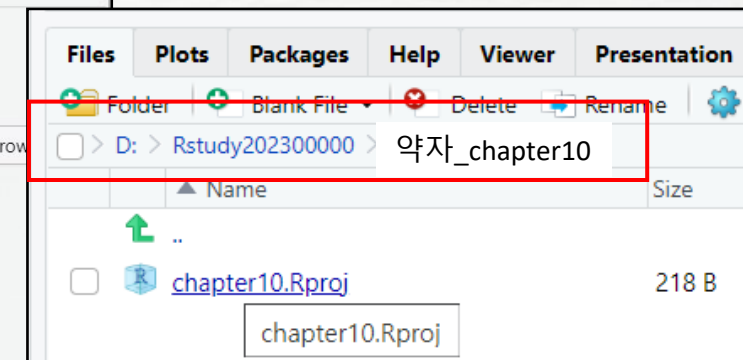 Files Plots Packages Help Viewer Presentation
Folder Blank File Delete Rename
row
D: > Rstudy202300000 > 약자_chapter10
Name Size
..
chapter10.Rproj 218 B
chapter10.Rproj